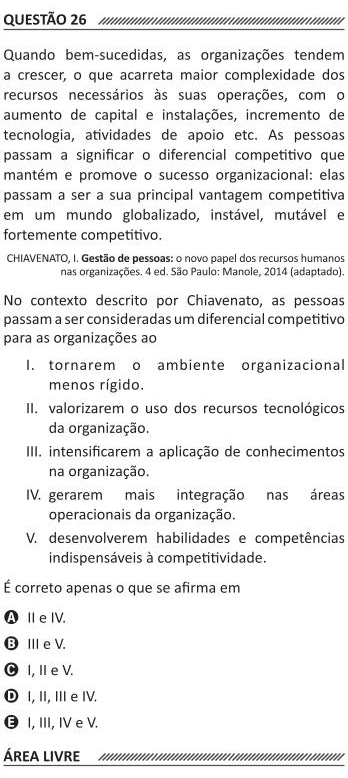 QUESTÃO 26
Quando bem-sucedidas, as organizações tendem
a crescer, o que acarreta maior complexidade dos
recursos necessários às suas operações, com o
aumento de capital e instalações, incremento de
tecnologia, atividades de apoio etc. As pessoas
passam a significar o diferencial competitivo que
mantém e promove o sucesso organizacional: elas
passam a ser a sua principal vantagem competitiva
em um mundo globalizado, instável, mutável e
fortemente competitivo.
CHIAVENATO, I. Gestão de pessoas: o novo papel dos recursos humanos
nas organizações. 4 ed. São Paulo: Manole, 2014 (adaptado).
No contexto descrito por Chiavenato, as pessoas
passam a ser consideradas um diferencial competitivo
para as organizações ao
I. tornarem o ambiente organizacional
menos rígido.
II. valorizarem o uso dos recursos tecnológicos
da organização.
III. intensificarem a aplicação de conhecimentos
na organização.
IV. gerarem mais integração nas áreas
operacionais da organização.
V. desenvolverem habilidades e competências
indispensáveis à competitividade.
É correto apenas o que se afirma em
A II e IV.
B III e V.
C I, II e V.
D I, II, III e IV.
E I, III, IV e V.
ÁREA LIVRE